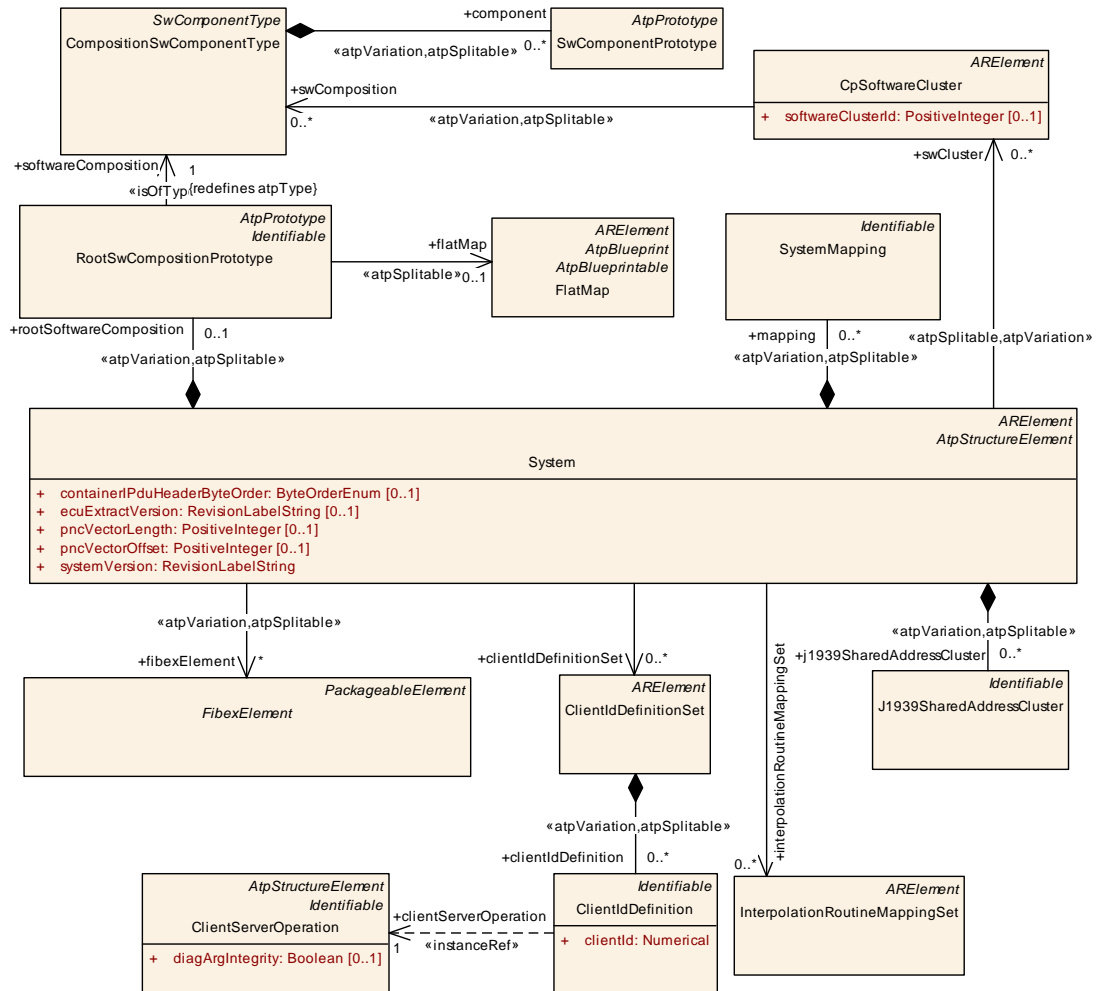 SwComponentType
CompositionSwComponentType
+component
«atpVariation,atpSplitable»
0..*
AtpPrototype
SwComponentPrototype
ARElement
CpSoftwareCluster
+ softwareClusterId: PositiveInteger [0..1]
+swComposition
0..*
«atpVariation,atpSplitable»
+swCluster
0..*
+softwareComposition
1
«isOfTyp
{redefines atpType}
AtpPrototype
Identifiable
RootSwCompositionPrototype
+flatMap
«atpSplitable»
0..1
ARElement
AtpBlueprint
AtpBlueprintable
FlatMap
Identifiable
SystemMapping
+rootSoftwareComposition
0..1
«atpVariation,atpSplitable»
+mapping
0..*
«atpVariation,atpSplitable»
«atpSplitable,atpVariation»
ARElement
AtpStructureElement
System
+ containerIPduHeaderByteOrder: ByteOrderEnum [0..1]
+ ecuExtractVersion: RevisionLabelString [0..1]
+ pncVectorLength: PositiveInteger [0..1]
+ pncVectorOffset: PositiveInteger [0..1]
+ systemVersion: RevisionLabelString
«atpVariation,atpSplitable»
+fibexElement
*
PackageableElement
FibexElement
+clientIdDefinitionSet
0..*
ARElement
ClientIdDefinitionSet
+interpolationRoutineMappingSet
0..*
«atpVariation,atpSplitable»
+j1939SharedAddressCluster
0..*
Identifiable
J1939SharedAddressCluster
«atpVariation,atpSplitable»
+clientIdDefinition
0..*
AtpStructureElement
Identifiable
ClientServerOperation
+ diagArgIntegrity: Boolean [0..1]
+clientServerOperation
1
«instanceRef»
Identifiable
ClientIdDefinition
+ clientId: Numerical
ARElement
InterpolationRoutineMappingSet